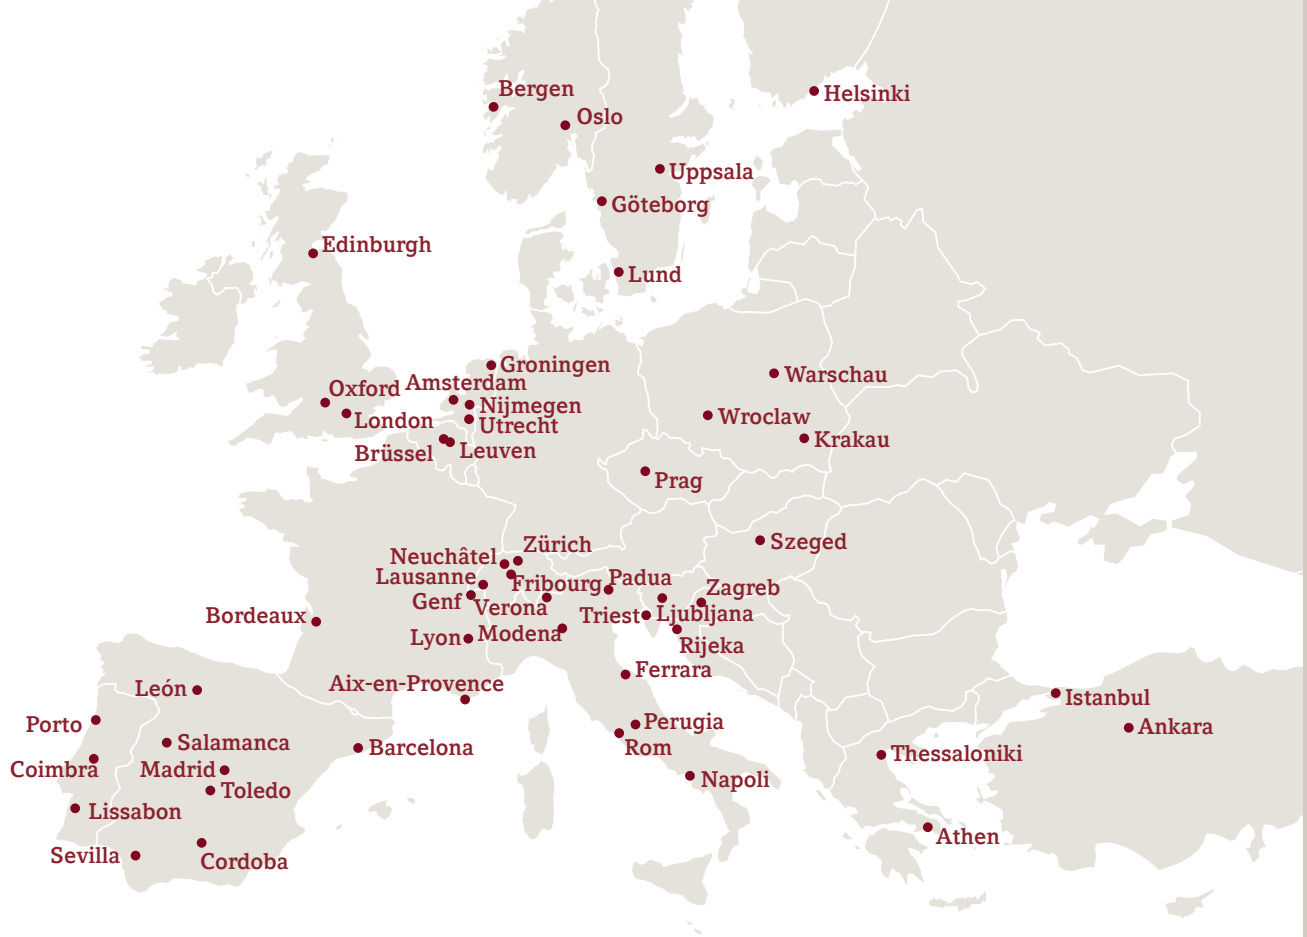 Bergen
Helsinki
Oslo
Uppsala
Göteborg
Edinburgh
Lund
Groningen
Warschau
Amsterdam
Oxford
Nijmegen
Wroclaw
London
Utrecht
Krakau
Brüssel
Leuven
Prag
Szeged
Zürich
Neuchâtel
Lausanne
Fribourg
Padua
Zagreb
Genf
Verona
Bordeaux
Triest
Ljubljana
Lyon
Modena
Rijeka
Ferrara
Aix-en-Provence
León
Istanbul
Porto
Perugia
Ankara
Salamanca
Barcelona
Rom
Thessaloniki
Coimbra
Madrid
Napoli
Toledo
Lissabon
Athen
Sevilla
Cordoba